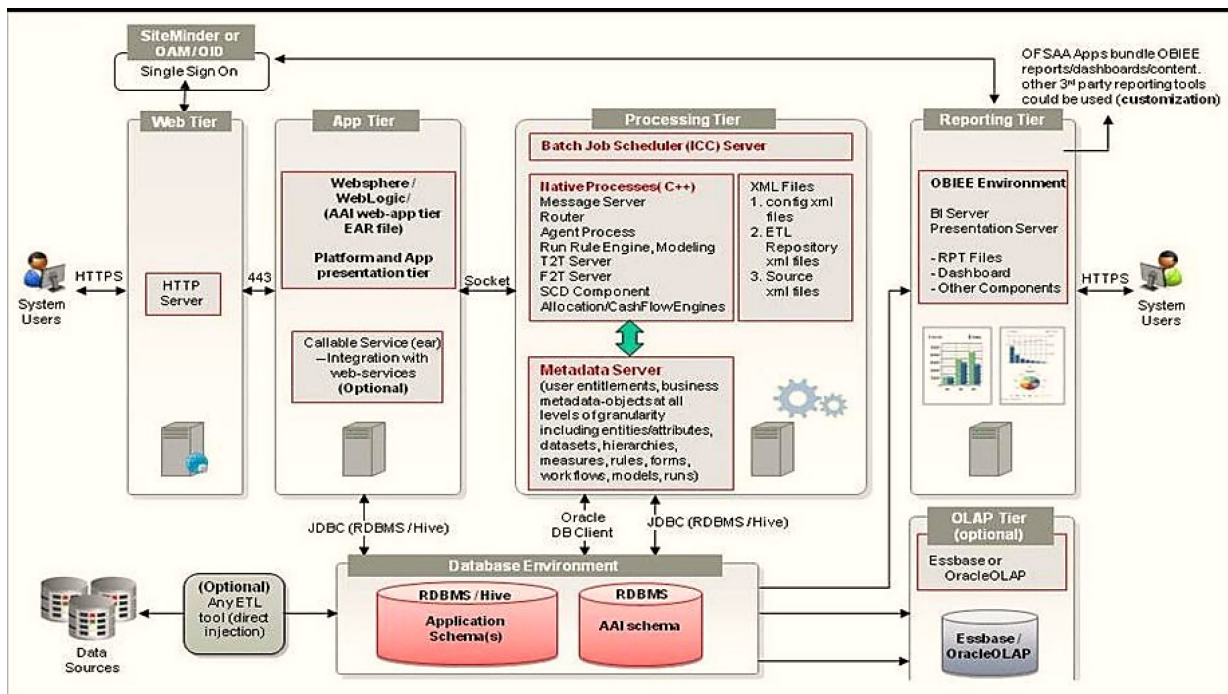 SiteMinder or
OAM/OID
Single Sign On
OFSAA Apps bundle OBIEE
reports/dashboards/content.
other 3rd party reporting tools
could be used (customization)
Web Tier
App Tier
Processing Tier
Reporting Tier
System
Users
HTTPS
HTTP
Server
443
Websphere /
WebLogic/
(AAI web-app tier
EAR file)
Platform and App
presentation tier
Callable Service (ear)
—Integration with
web-services
(Optional)
Socket
Batch Job Scheduler (ICC) Server
Native Processes( C++)
Message Server
Router
Agent Process
Run Rule Engine, Modeling
T2T Server
F2T Server
SCD Component
Allocation/CashFlowEngines
XML Files
1. config xml
files
2. ETL
Repository
xml files
3. Source
xml files
Metadata Server
(user entitlements, business
metadata-objects at all
levels of granularity
including entities/attributes,
datasets, hierarchies,
measures, rules, forms,
workflows, models, runs)
OBIEE Environment
BI Server
Presentation Server
- RPT Files
- Dashboard
- Other Components
HTTPS
System
Users
JDBC (RDBMS / Hive)
Oracle
DB Client
JDBC (RDBMS / Hive)
Database Environment
RDBMS / Hive
Application
Schema(s)
RDBMS
AAI schema
Data
Sources
(Optional)
Any ETL
tool (direct
injection)
OLAP Tier
(optional)
Essbase or
OracleOLAP
Essbase /
OracleOLAP